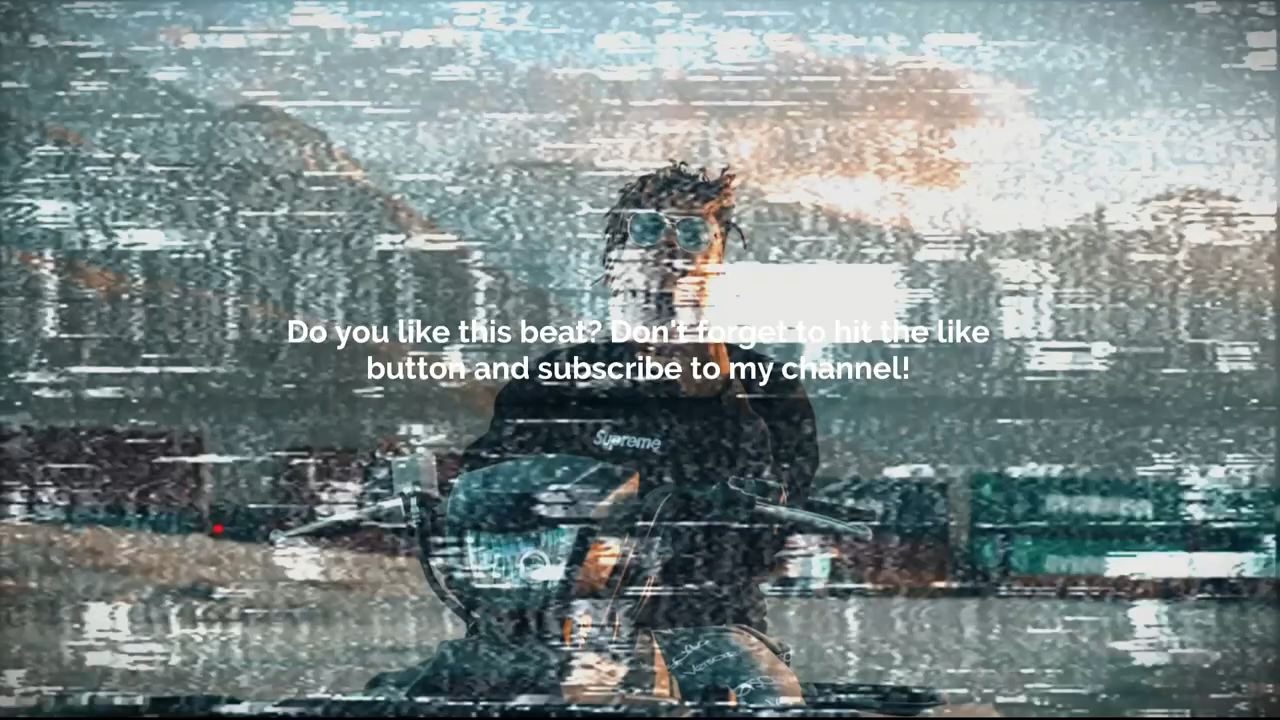 Do you like this beat? Don't forget to hit the like
button and subscribe to my channel!
Supreme